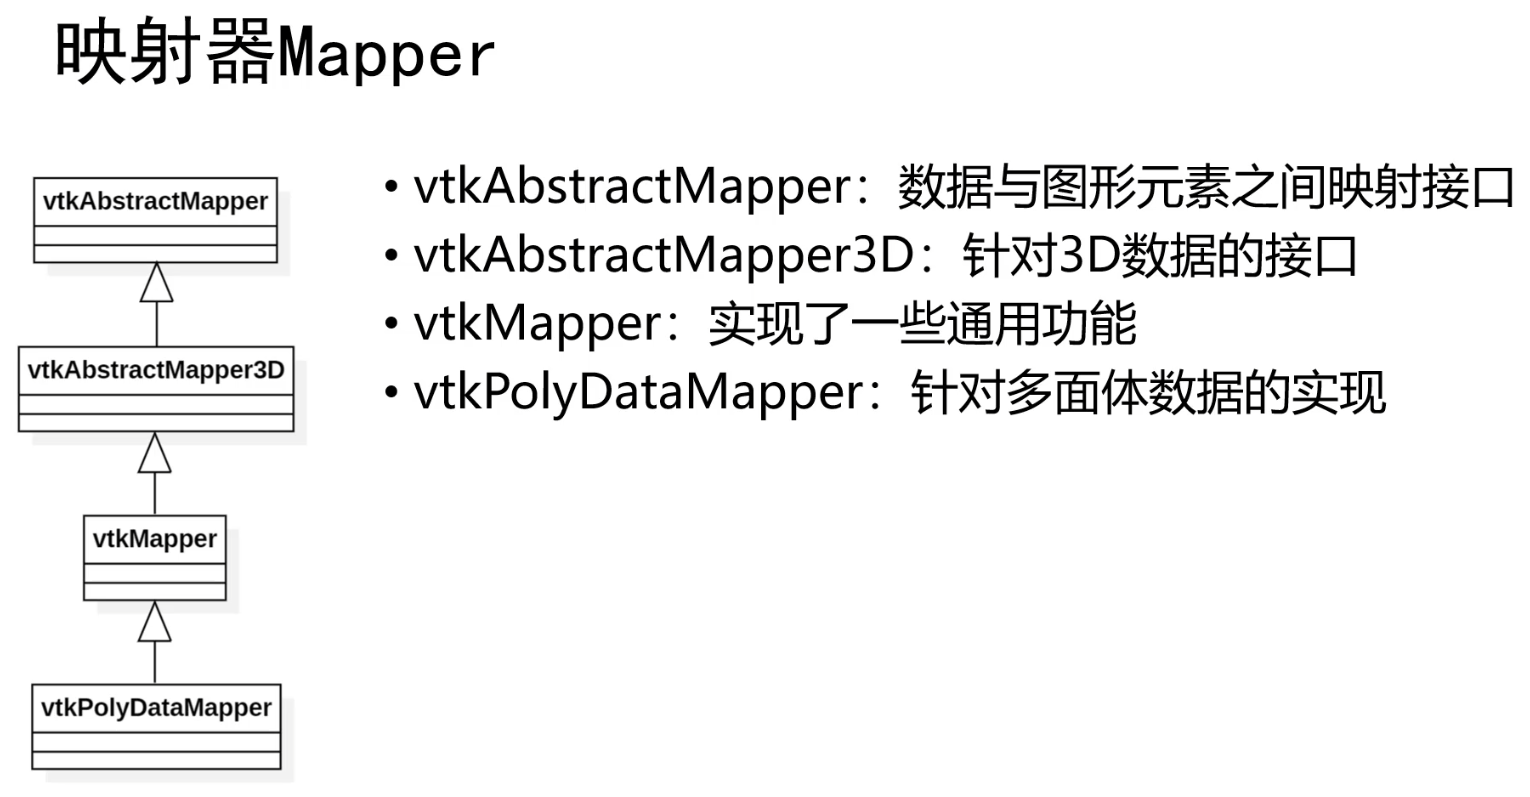 映射器Mapper
vtkAbstractMapper
vtkAbstractMapper3D
vtkMapper
vtkPolyDataMapper
• vtkAbstractMapper：数据与图形元素之间映射接口
• vtkAbstractMapper3D：针对3D数据的接口
• vtkMapper：实现了一些通用功能
• vtkPolyDataMapper：针对多面体数据的实现